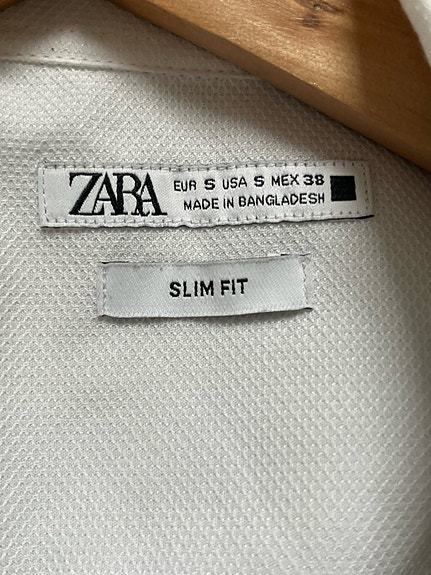 ZARA
EUR S USA S MEX 38
MADE IN BANGLADESH
SLIM FIT